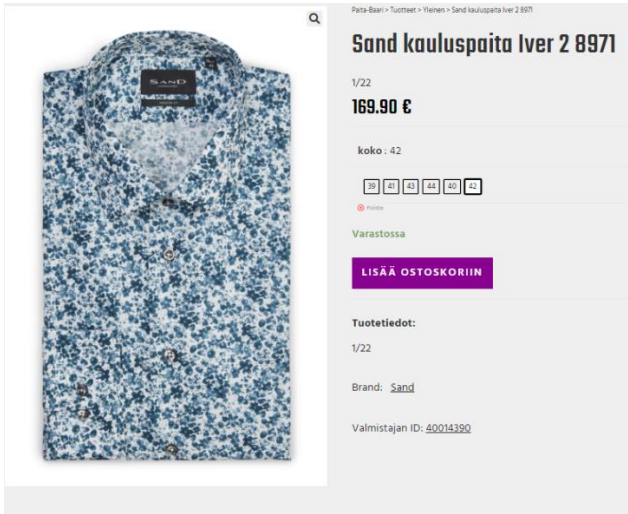 Paita-Baari > Tuotteet > Yleinen > Sand kauluspaita Iver 2 8971
Sand kauluspaita Iver 2 8971
1/22
169.90 €
koko : 42
39 41 43 44 40 42
Poista
Varastossa
LISÄÄ OSTOSKORIIN
Tuotetiedot:
1/22
Brand: Sand
Valmistajan ID: 40014390
SAND